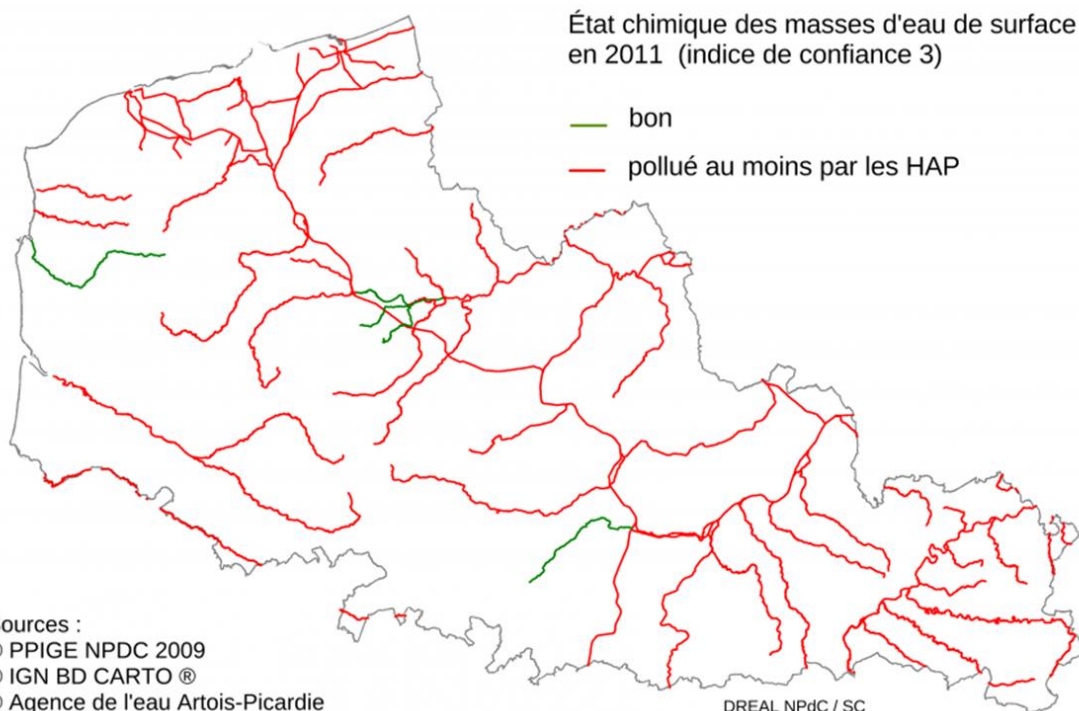 État chimique des masses d'eau de surface
en 2011 (indice de confiance 3)
bon
pollué au moins par les HAP
ources :
PPIGE NPDC 2009
IGN BD CARTO ®
Agence de l'eau Artois-Picardie
DREAL NPdC / SC